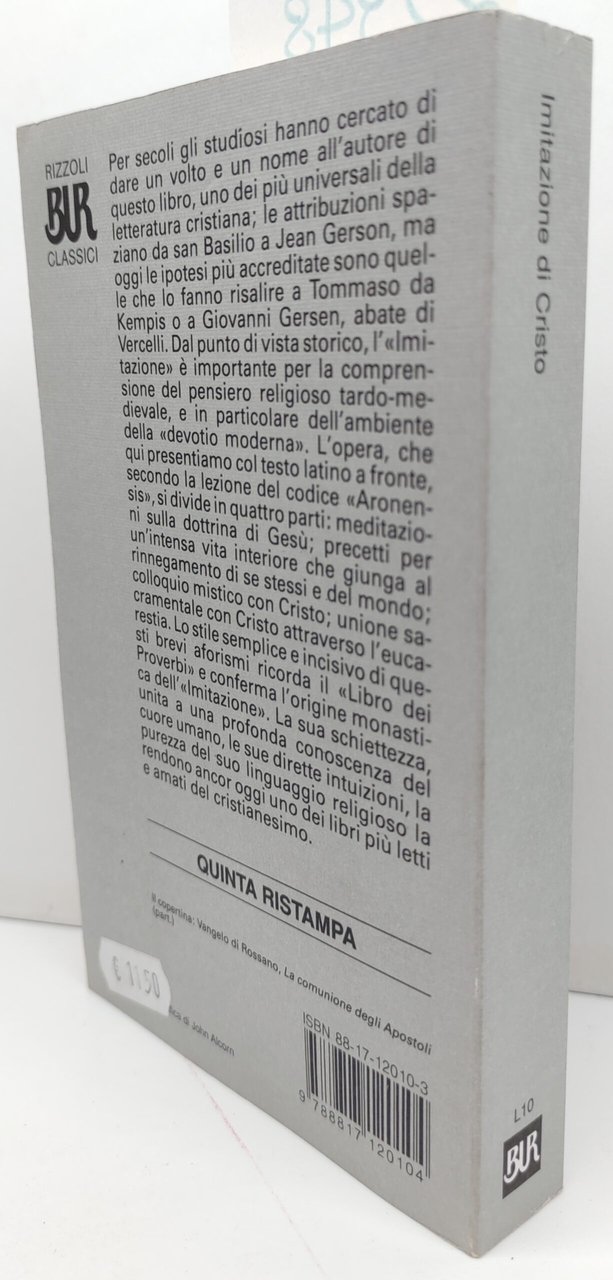 RIZZOLI
BUR
CLASSICI
Per secoli gli studiosi hanno cercato di
dare un volto e un nome all'autore di
questo libro, uno dei più universali della
letteratura cristiana; le attribuzioni spa-
ziano da san Basilio a Jean Gerson, ma
oggi le ipotesi più accreditate sono quel-
le che lo fanno risalire a Tommaso da
Kempis o a Giovanni Gersen, abate di
Vercelli. Dal punto di vista storico, l'«Imi-
tazione» è importante per la compren-
sione del pensiero religioso tardo-me-
dievale, e in particolare dell'ambiente
della «devotio moderna». L'opera, che
qui presentiamo col testo latino a fronte,
secondo la lezione del codice «Aronen-
sis», si divide in quattro parti: meditazio-
ni sulla dottrina di Gesù; precetti per
un'intensa vita interiore che giunga al
rinnegamento di se stessi e del mondo;
colloquio mistico con Cristo; unione sa-
cramentale con Cristo attraverso l'euca-
restia. Lo stile semplice e incisivo di que-
sti brevi aforismi ricorda il «Libro dei
Proverbi» e conferma l'origine monasti-
ca dell'«Imitazione». La sua schiettezza,
unita a una profonda conoscenza del
cuore umano, le sue dirette intuizioni, la
purezza del suo linguaggio religioso la
rendono ancor oggi uno dei libri più letti
e amati del cristianesimo.
QUINTA RISTAMPA
In copertina: Vangelo di Rossano, La comunione degli Apostoli
(part.)
€ 11.50
di John Alcorn
ISBN 88-17-12010-3
9 788817 120104
Imitazione di Cristo
L10
BUR